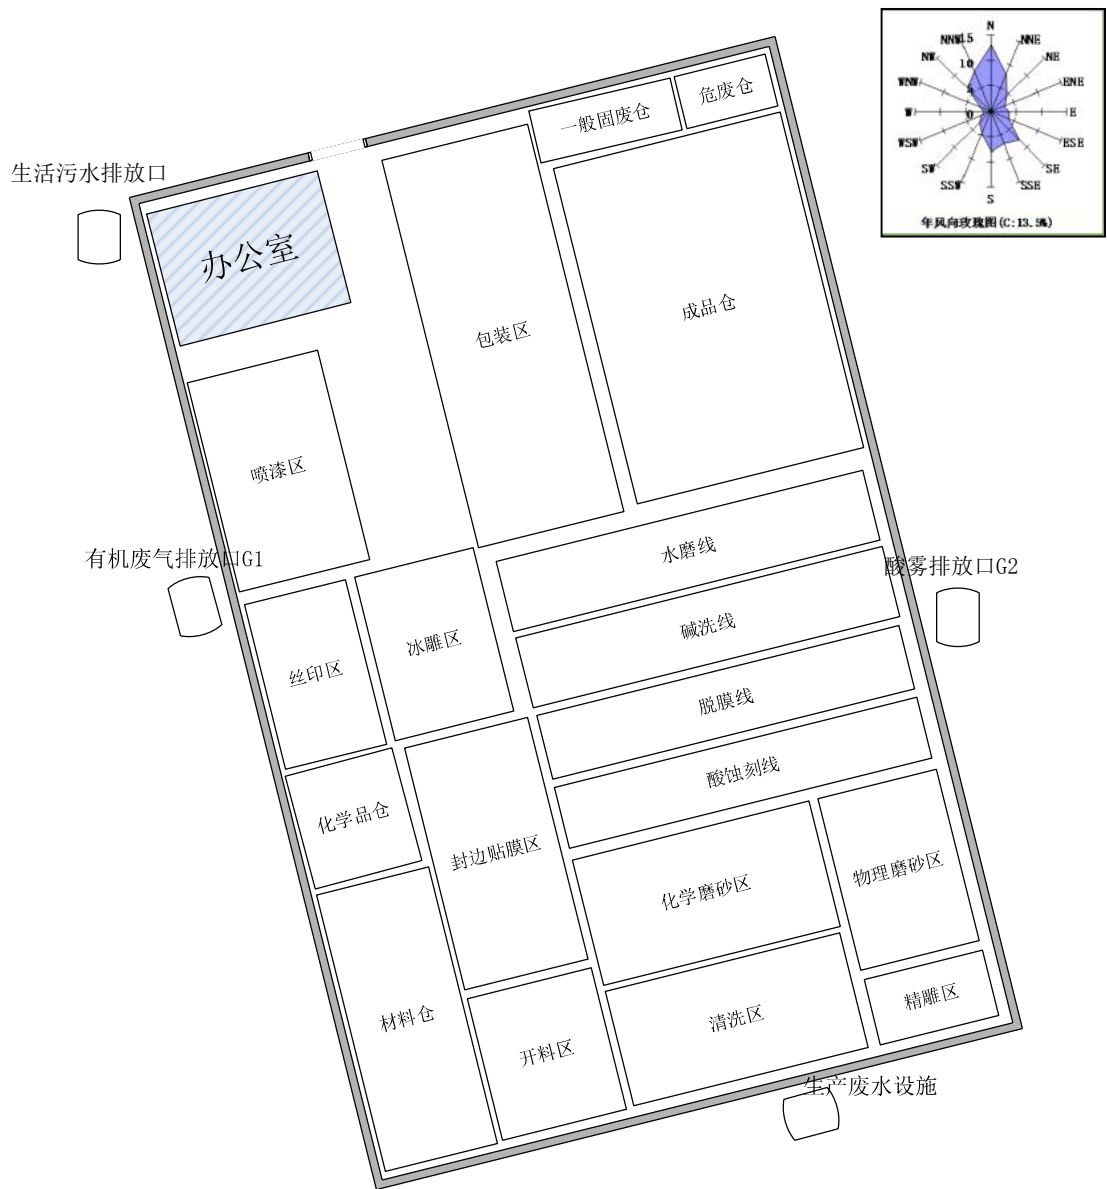 N
NNW
15
NNE
NW
NE
10
WNW
ENE
5
W
0
E
WSW
ESE
SW
SE
SSW
SSE
S
年风向玫瑰图(C:13.5%)
危废仓
一般固废仓
生活污水排放口
办公室
包装区
成品仓
喷漆区
水磨线
有机废气排放口G1
酸雾排放口G2
碱洗线
冰雕区
丝印区
脱膜线
酸蚀刻线
化学品仓
封边贴膜区
物理磨砂区
化学磨砂区
精雕区
材料仓
清洗区
开料区
生产废水设施